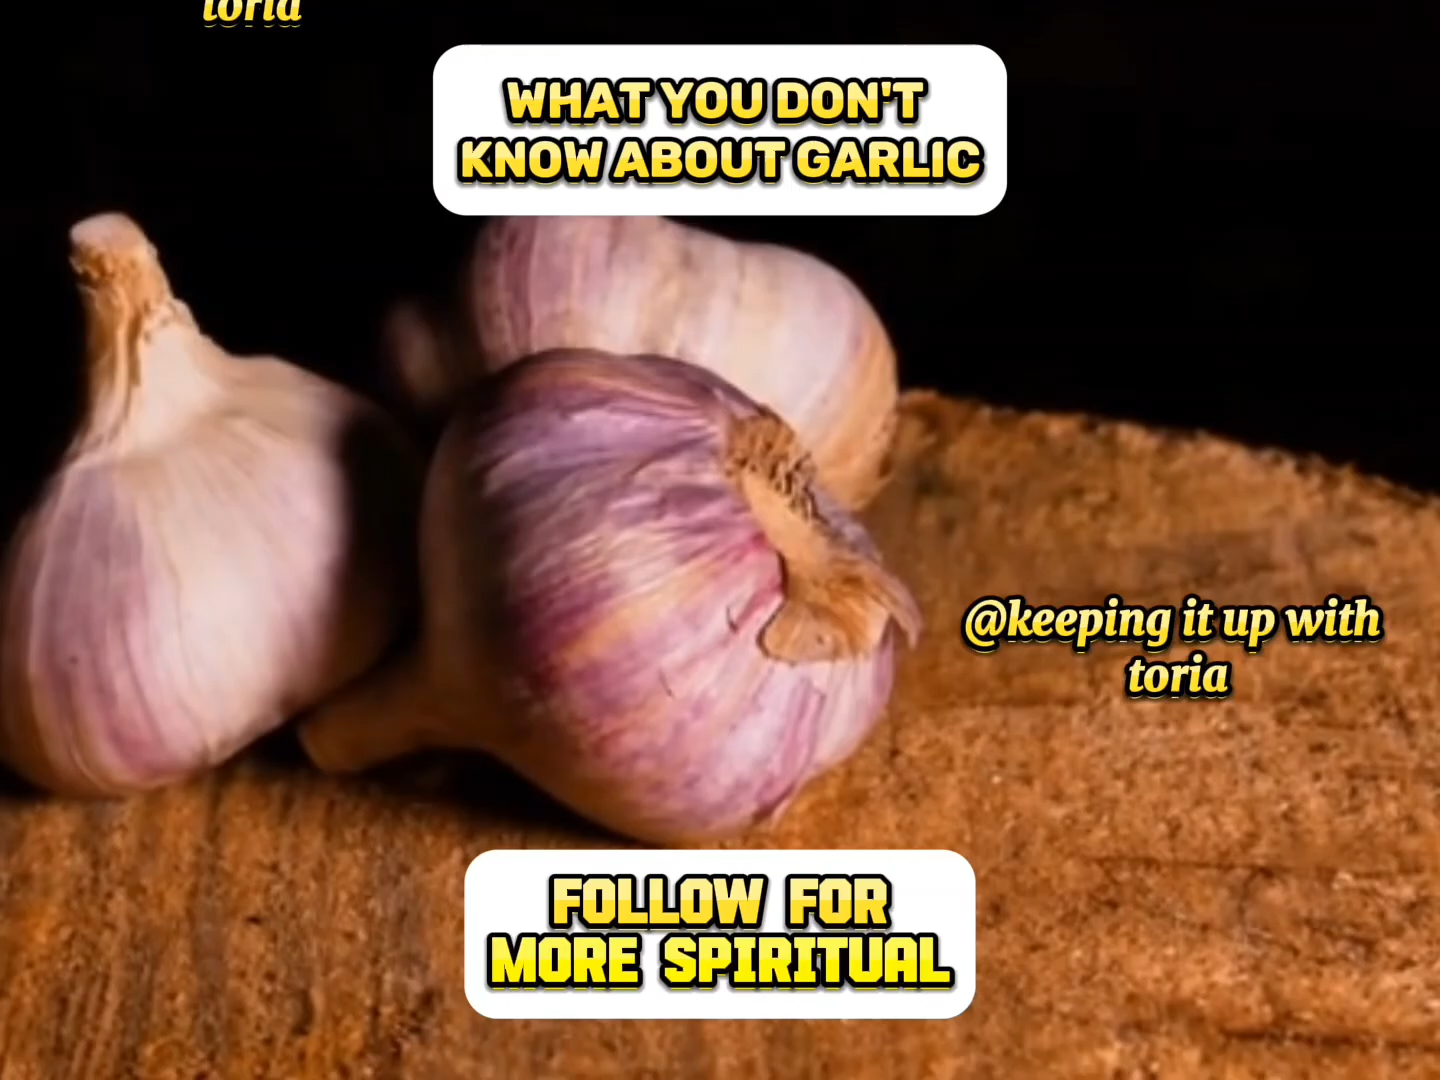 toria
WHAT YOU DON'T
KNOW ABOUT GARLIC
@keeping it up with
toria
FOLLOW FOR
MORE SPIRITUAL